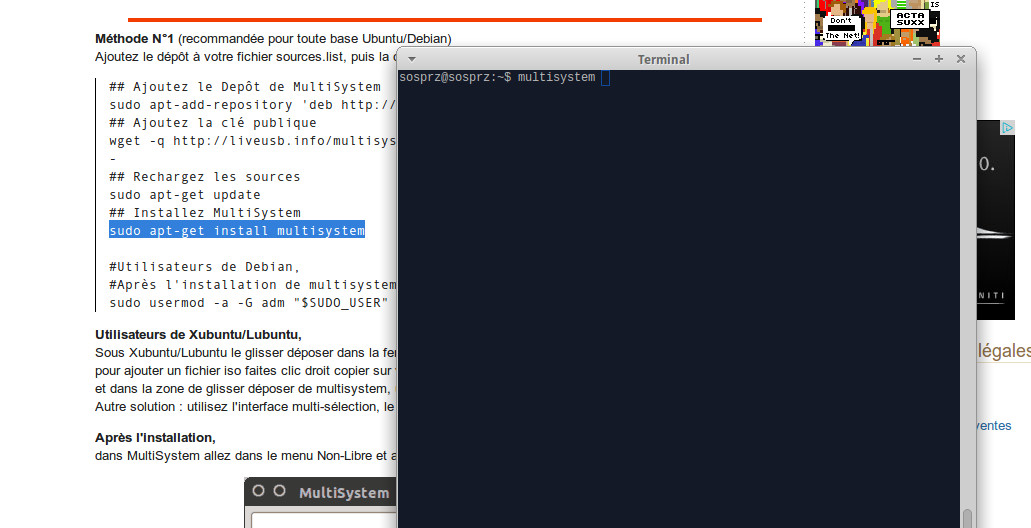 Méthode N°1 (recommandée pour toute base Ubuntu/Debian)
Ajoutez le dépôt à votre fichier sources.list, puis la
## Ajoutez le Depôt de MultiSystem
sudo apt-add-repository 'deb http://
## Ajoutez la clé publique
wget -q http://liveusb.info/multisys
-
## Rechargez les sources
sudo apt-get update
## Installez MultiSystem
sudo apt-get install multisystem
#Utilisateurs de Debian,
#Après l'installation de multisystem
sudo usermod -a -G adm "$SUDO_USER"
Utilisateurs de Xubuntu/Lubuntu,
Sous Xubuntu/Lubuntu le glisser déposer dans la
pour ajouter un fichier iso faites clic droit copier sur
et dans la zone de glisser déposer de multisystem,
Autre solution : utilisez l'interface multi-sélection, le
Après l'installation,
dans MultiSystem allez dans le menu Non-Libre et
MultiSystem
Terminal
sosprz@sosprz:~$ multisystem
IS
Don't
The Net!
ACTA
SUXX
0.
INITI
légales
ventes